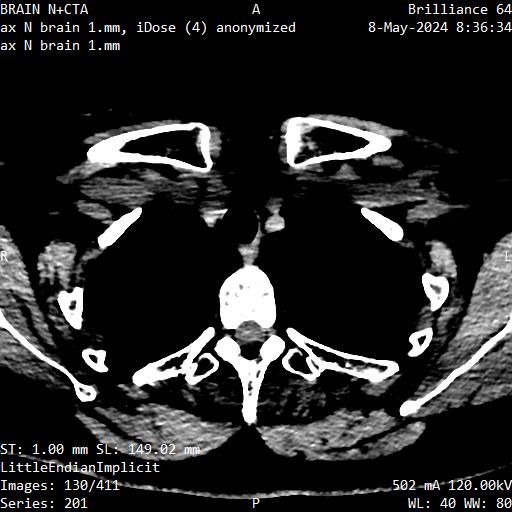 BRAIN N+CTA
A
Brilliance 64
ax N brain 1.mm, iDose (4) anonymized
8-May-2024 8:36:34
ax N brain 1.mm
R
L
ST: 1.00 mm SL: 149.02 mm
LittleEndianImplicit
Images: 130/411
502 mA 120.00kV
Series: 201
P
WL: 40 WW: 80